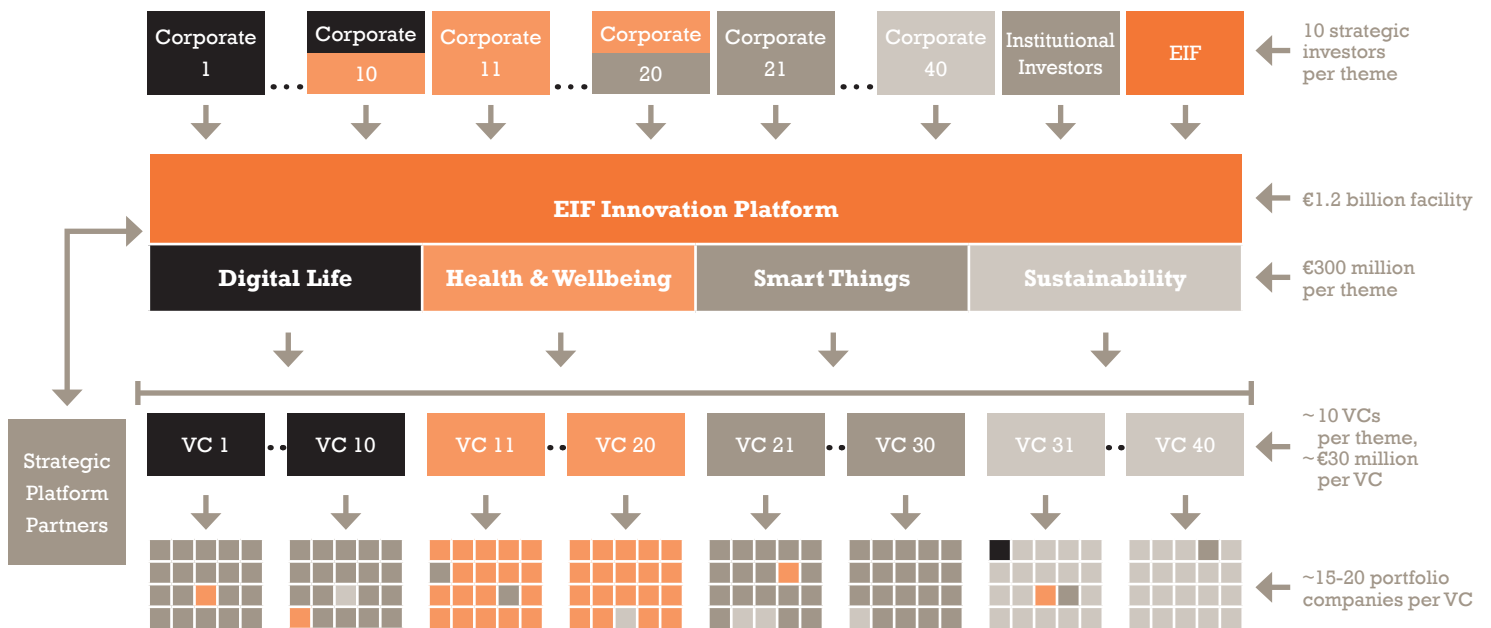 Corporate
1
...
Corporate
10
Corporate
11
...
Corporate
20
Corporate
21
...
Corporate
40
Institutional
Investors
EIF
10 strategic
investors
per theme
EIF Innovation Platform
€1.2 billion facility
Digital Life
Health & Wellbeing
Smart Things
Sustainability
€300 million
per theme
Strategic
Platform
Partners
VC 1
..
VC 10
VC 11
..
VC 20
VC 21
..
VC 30
VC 31
..
VC 40
~10 VCs
per theme,
~€30 million
per VC
~15-20 portfolio
companies per VC